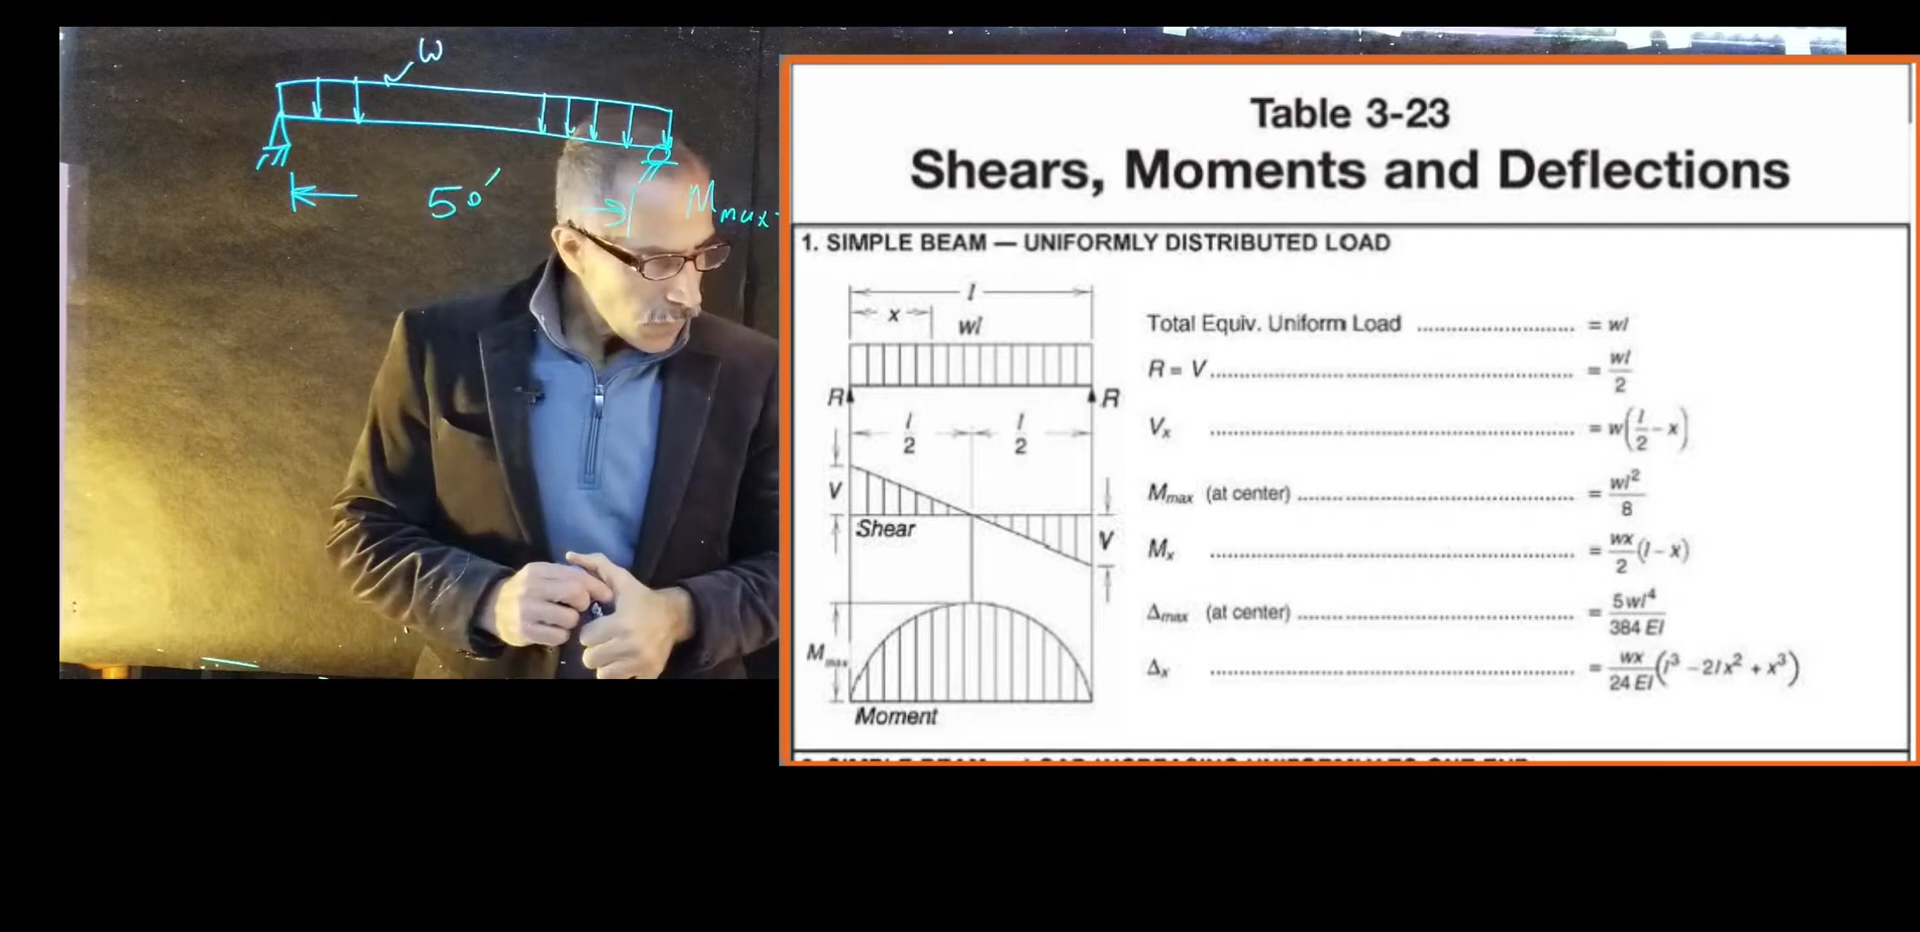 w
50'
Mmax
Table 3-23
Shears, Moments and Deflections
1. SIMPLE BEAM — UNIFORMLY DISTRIBUTED LOAD
l
x
wl
R
R
l/2
l/2
V
Shear
V
Mmax
Moment
Total Equiv. Uniform Load .......................... = wl
R = V ............................................................ = wl/2
Vx ............................................................ = w(l/2 − x)
Mmax (at center) .............................................. = wl²/8
Mx ............................................................ = wx/2 (l − x)
Δmax (at center) .............................................. = 5wl⁴/384 EI
Δx ............................................................ = wx/24 EI (l³ − 2lx² + x³)